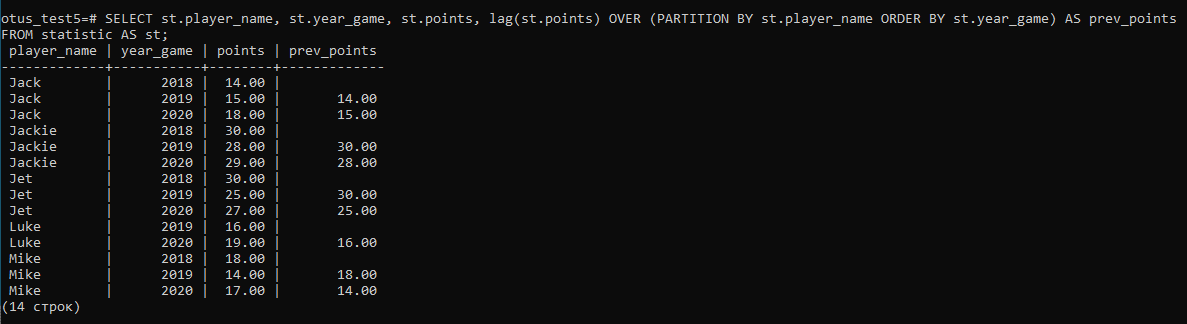 otus_test5=# SELECT st.player_name, st.year_game, st.points, lag(st.points) OVER (PARTITION BY st.player_name ORDER BY st.year_game) AS prev_points
FROM statistic AS st;
 player_name | year_game | points | prev_points
-------------+-----------+--------+-------------
 Jack        |      2018 |  14.00 |
 Jack        |      2019 |  15.00 |       14.00
 Jack        |      2020 |  18.00 |       15.00
 Jackie      |      2018 |  30.00 |
 Jackie      |      2019 |  28.00 |       30.00
 Jackie      |      2020 |  29.00 |       28.00
 Jet         |      2018 |  30.00 |
 Jet         |      2019 |  25.00 |       30.00
 Jet         |      2020 |  27.00 |       25.00
 Luke        |      2019 |  16.00 |
 Luke        |      2020 |  19.00 |       16.00
 Mike        |      2018 |  18.00 |
 Mike        |      2019 |  14.00 |       18.00
 Mike        |      2020 |  17.00 |       14.00
(14 строк)